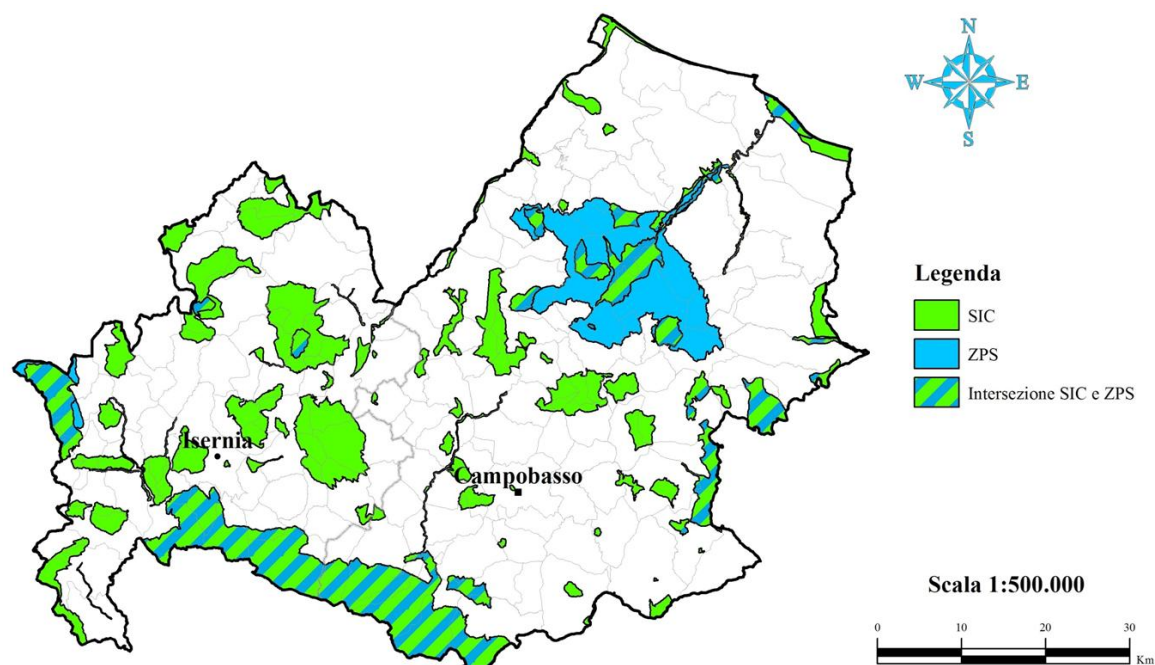 N
W E
S
Legenda
SIC
ZPS
Intersezione SIC e ZPS
Isernia
Campobasso
Scala 1:500.000
0 10 20 30
Km